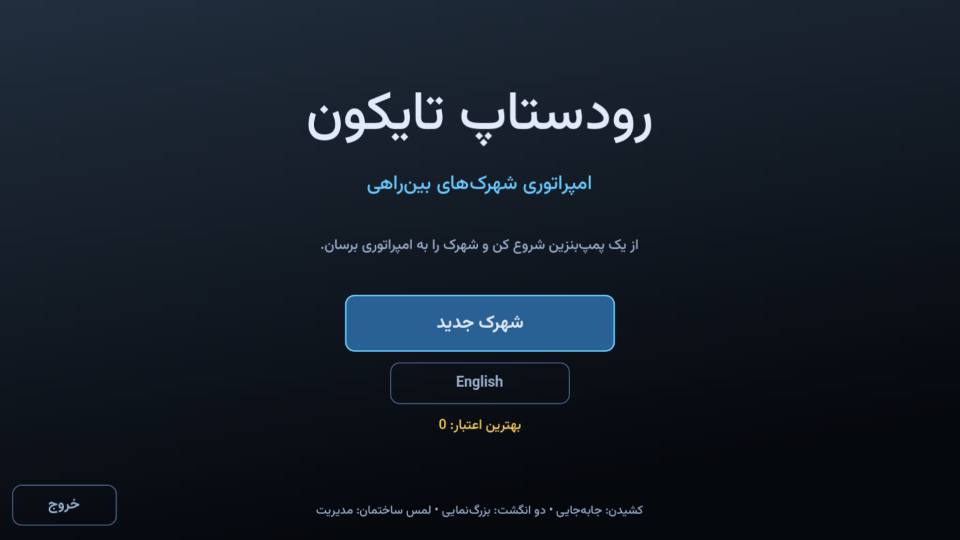 رودستاپ تایکون
امپراتوری شهرک‌های بین‌راهی
از یک پمپ‌بنزین شروع کن و شهرک را به امپراتوری برسان.
شهرک جدید
English
بهترین اعتبار: 0
خروج
کشیدن: جابه‌جایی • دو انگشت: بزرگ‌نمایی • لمس ساختمان: مدیریت